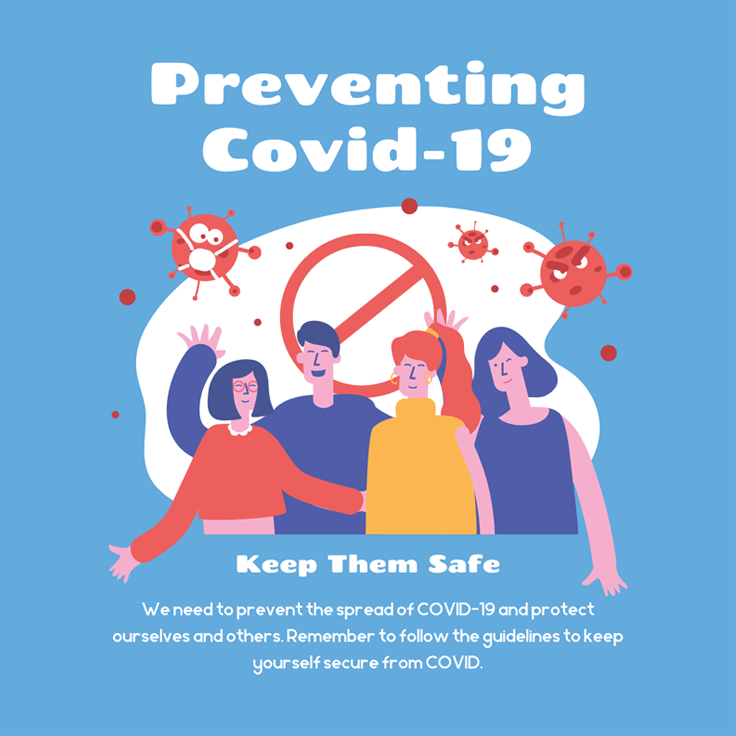 Preventing
Covid-19
Keep Them Safe
We need to prevent the spread of COVID-19 and protect
ourselves and others. Remember to follow the guidelines to keep
yourself secure from COVID.